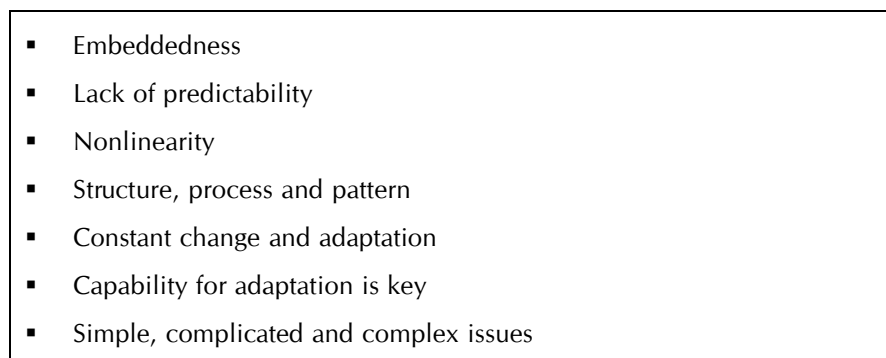 ▪ Embeddedness
▪ Lack of predictability
▪ Nonlinearity
▪ Structure, process and pattern
▪ Constant change and adaptation
▪ Capability for adaptation is key
▪ Simple, complicated and complex issues